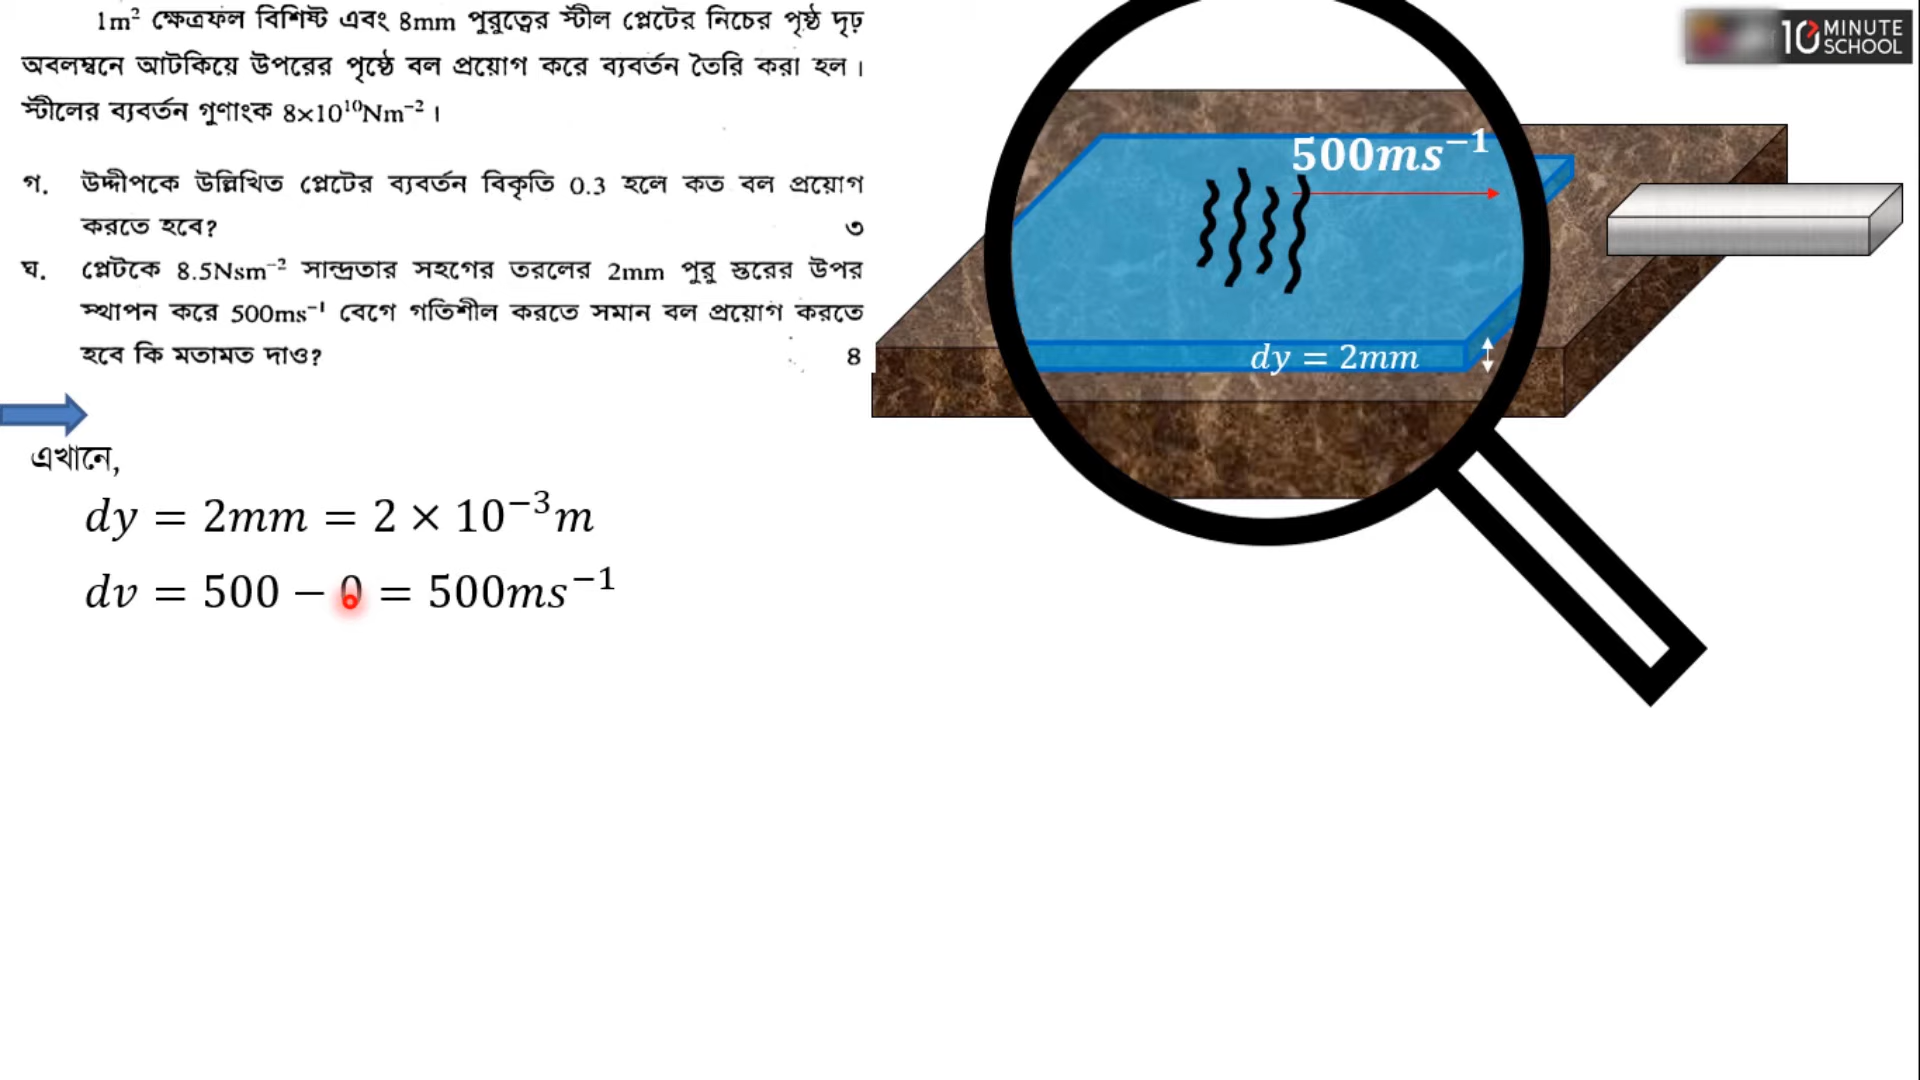 1m² ক্ষেত্রফল বিশিষ্ট এবং 8mm পুরুত্বের স্টীল প্লেটের নিচের পৃষ্ঠ দৃঢ়
অবলম্বনে আটকিয়ে উপরের পৃষ্ঠে বল প্রয়োগ করে ব্যবর্তন তৈরি করা হল।
স্টীলের ব্যবর্তন গুণাংক 8×10¹⁰Nm⁻²।
গ. উদ্দীপকে উল্লিখিত প্লেটের ব্যবর্তন বিকৃতি 0.3 হলে কত বল প্রয়োগ
করতে হবে? ৩
ঘ. প্লেটকে 8.5Nsm⁻² সান্দ্রতার সহগের তরলের 2mm পুরু স্তরের উপর
স্থাপন করে 500ms⁻¹ বেগে গতিশীল করতে সমান বল প্রয়োগ করতে
হবে কি মতামত দাও? ৪
এখানে,
dy = 2mm = 2 × 10⁻³m
dv = 500 − 0 = 500ms⁻¹
500ms⁻¹
dy = 2mm
10 MINUTE
SCHOOL